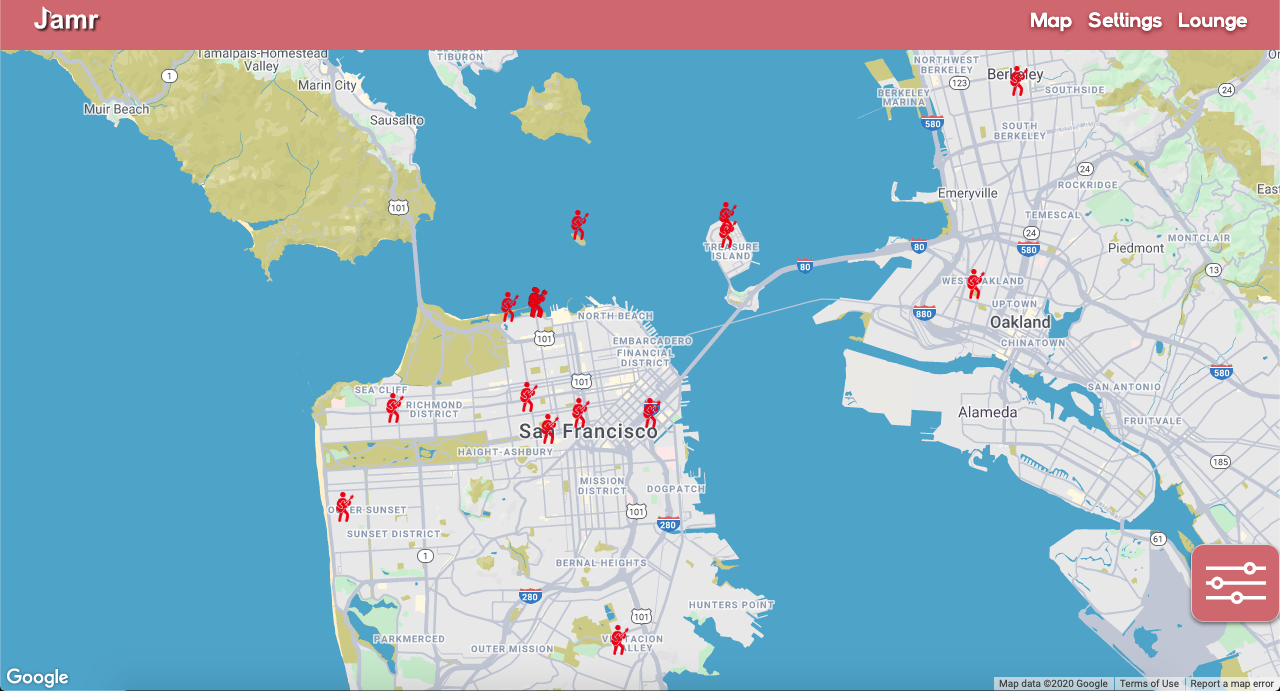 Jamr
Map Settings Lounge
TIBURON
Tamalpais-Homestead
Valley
1
Marin City
Muir Beach
Sausalito
101
NORTHWEST
BERKELEY
Berkeley
123
SOUTHSIDE
24
BERKELEY
MARINA
580
SOUTH
BERKELEY
24
ROCKRIDGE
Emeryville
TEMESCAL
24
80
580
Piedmont
MONTCLAIR
13
TREASURE
ISLAND
80
WEST OAKLAND
UPTOWN
880
Oakland
CHINATOWN
NORTH BEACH
101
EMBARCADERO
FINANCIAL
DISTRICT
580
101
SAN ANTONIO
SEA CLIFF
RICHMOND
DISTRICT
Alameda
FRUITVALE
San Francisco
HAIGHT-ASHBURY
185
MISSION
DISTRICT
DOGPATCH
OUTER SUNSET
101
280
SUNSET DISTRICT
61
1
BERNAL HEIGHTS
280
HUNTERS POINT
101
PARKMERCED
OUTER MISSION
VISITACION
VALLEY
Google
Map data ©2020 Google
Terms of Use
Report a map error